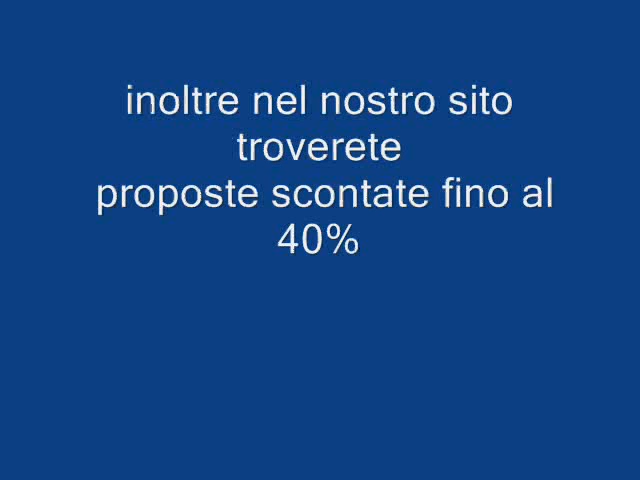 inoltre nel nostro sito
troverete
proposte scontate fino al
40%